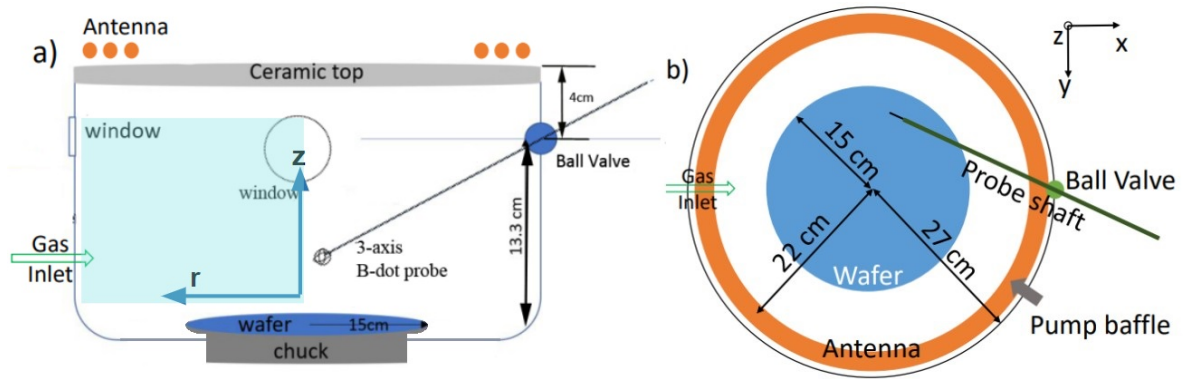 Antenna
a)
Ceramic top
4cm
window
z
window
Ball Valve
Gas
Inlet
r
3-axis
B-dot probe
13.3 cm
wafer
15cm
chuck
b)
z
x
y
15 cm
Gas
Inlet
Probe shaft
Ball Valve
22 cm
27 cm
Wafer
Pump baffle
Antenna